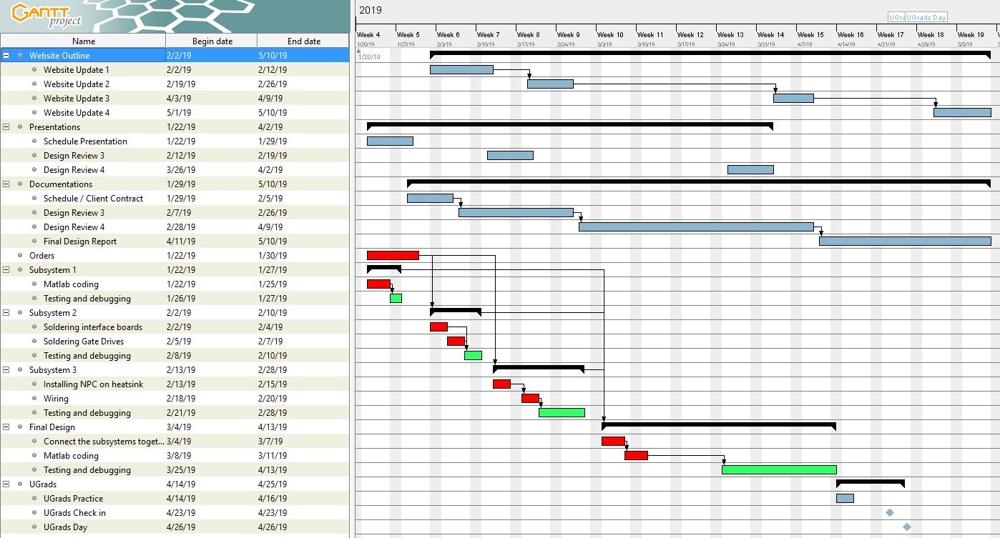 GANTT
project
2019
UGra UGrads Day
Name Begin date End date
Week 4 Week 5 Week 6 Week 7 Week 8 Week 9 Week 10 Week 11 Week 12 Week 13 Week 14 Week 15 Week 16 Week 17 Week 18 Week 19
1/20/19 1/27/19 2/3/19 2/10/19 2/17/19 2/24/19 3/3/19 3/10/19 3/17/19 3/24/19 3/31/19 4/7/19 4/14/19 4/21/19 4/28/19 5/5/19
Website Outline 2/2/19 5/10/19
1/20/19
Website Update 1 2/2/19 2/12/19
Website Update 2 2/19/19 2/26/19
Website Update 3 4/3/19 4/9/19
Website Update 4 5/1/19 5/10/19
Presentations 1/22/19 4/2/19
Schedule Presentation 1/22/19 1/29/19
Design Review 3 2/12/19 2/19/19
Design Review 4 3/26/19 4/2/19
Documentations 1/29/19 5/10/19
Schedule / Client Contract 1/29/19 2/5/19
Design Review 3 2/7/19 2/26/19
Design Review 4 2/28/19 4/9/19
Final Design Report 4/11/19 5/10/19
Orders 1/22/19 1/30/19
Subsystem 1 1/22/19 1/27/19
Matlab coding 1/22/19 1/25/19
Testing and debugging 1/26/19 1/27/19
Subsystem 2 2/2/19 2/10/19
Soldering interface boards 2/2/19 2/4/19
Soldering Gate Drives 2/5/19 2/7/19
Testing and debugging 2/8/19 2/10/19
Subsystem 3 2/13/19 2/28/19
Installing NPC on heatsink 2/13/19 2/15/19
Wiring 2/18/19 2/20/19
Testing and debugging 2/21/19 2/28/19
Final Design 3/4/19 4/13/19
Connect the subsystems toget... 3/4/19 3/7/19
Matlab coding 3/8/19 3/11/19
Testing and debugging 3/25/19 4/13/19
UGrads 4/14/19 4/25/19
UGrads Practice 4/14/19 4/16/19
UGrads Check in 4/23/19 4/23/19
UGrads Day 4/26/19 4/26/19